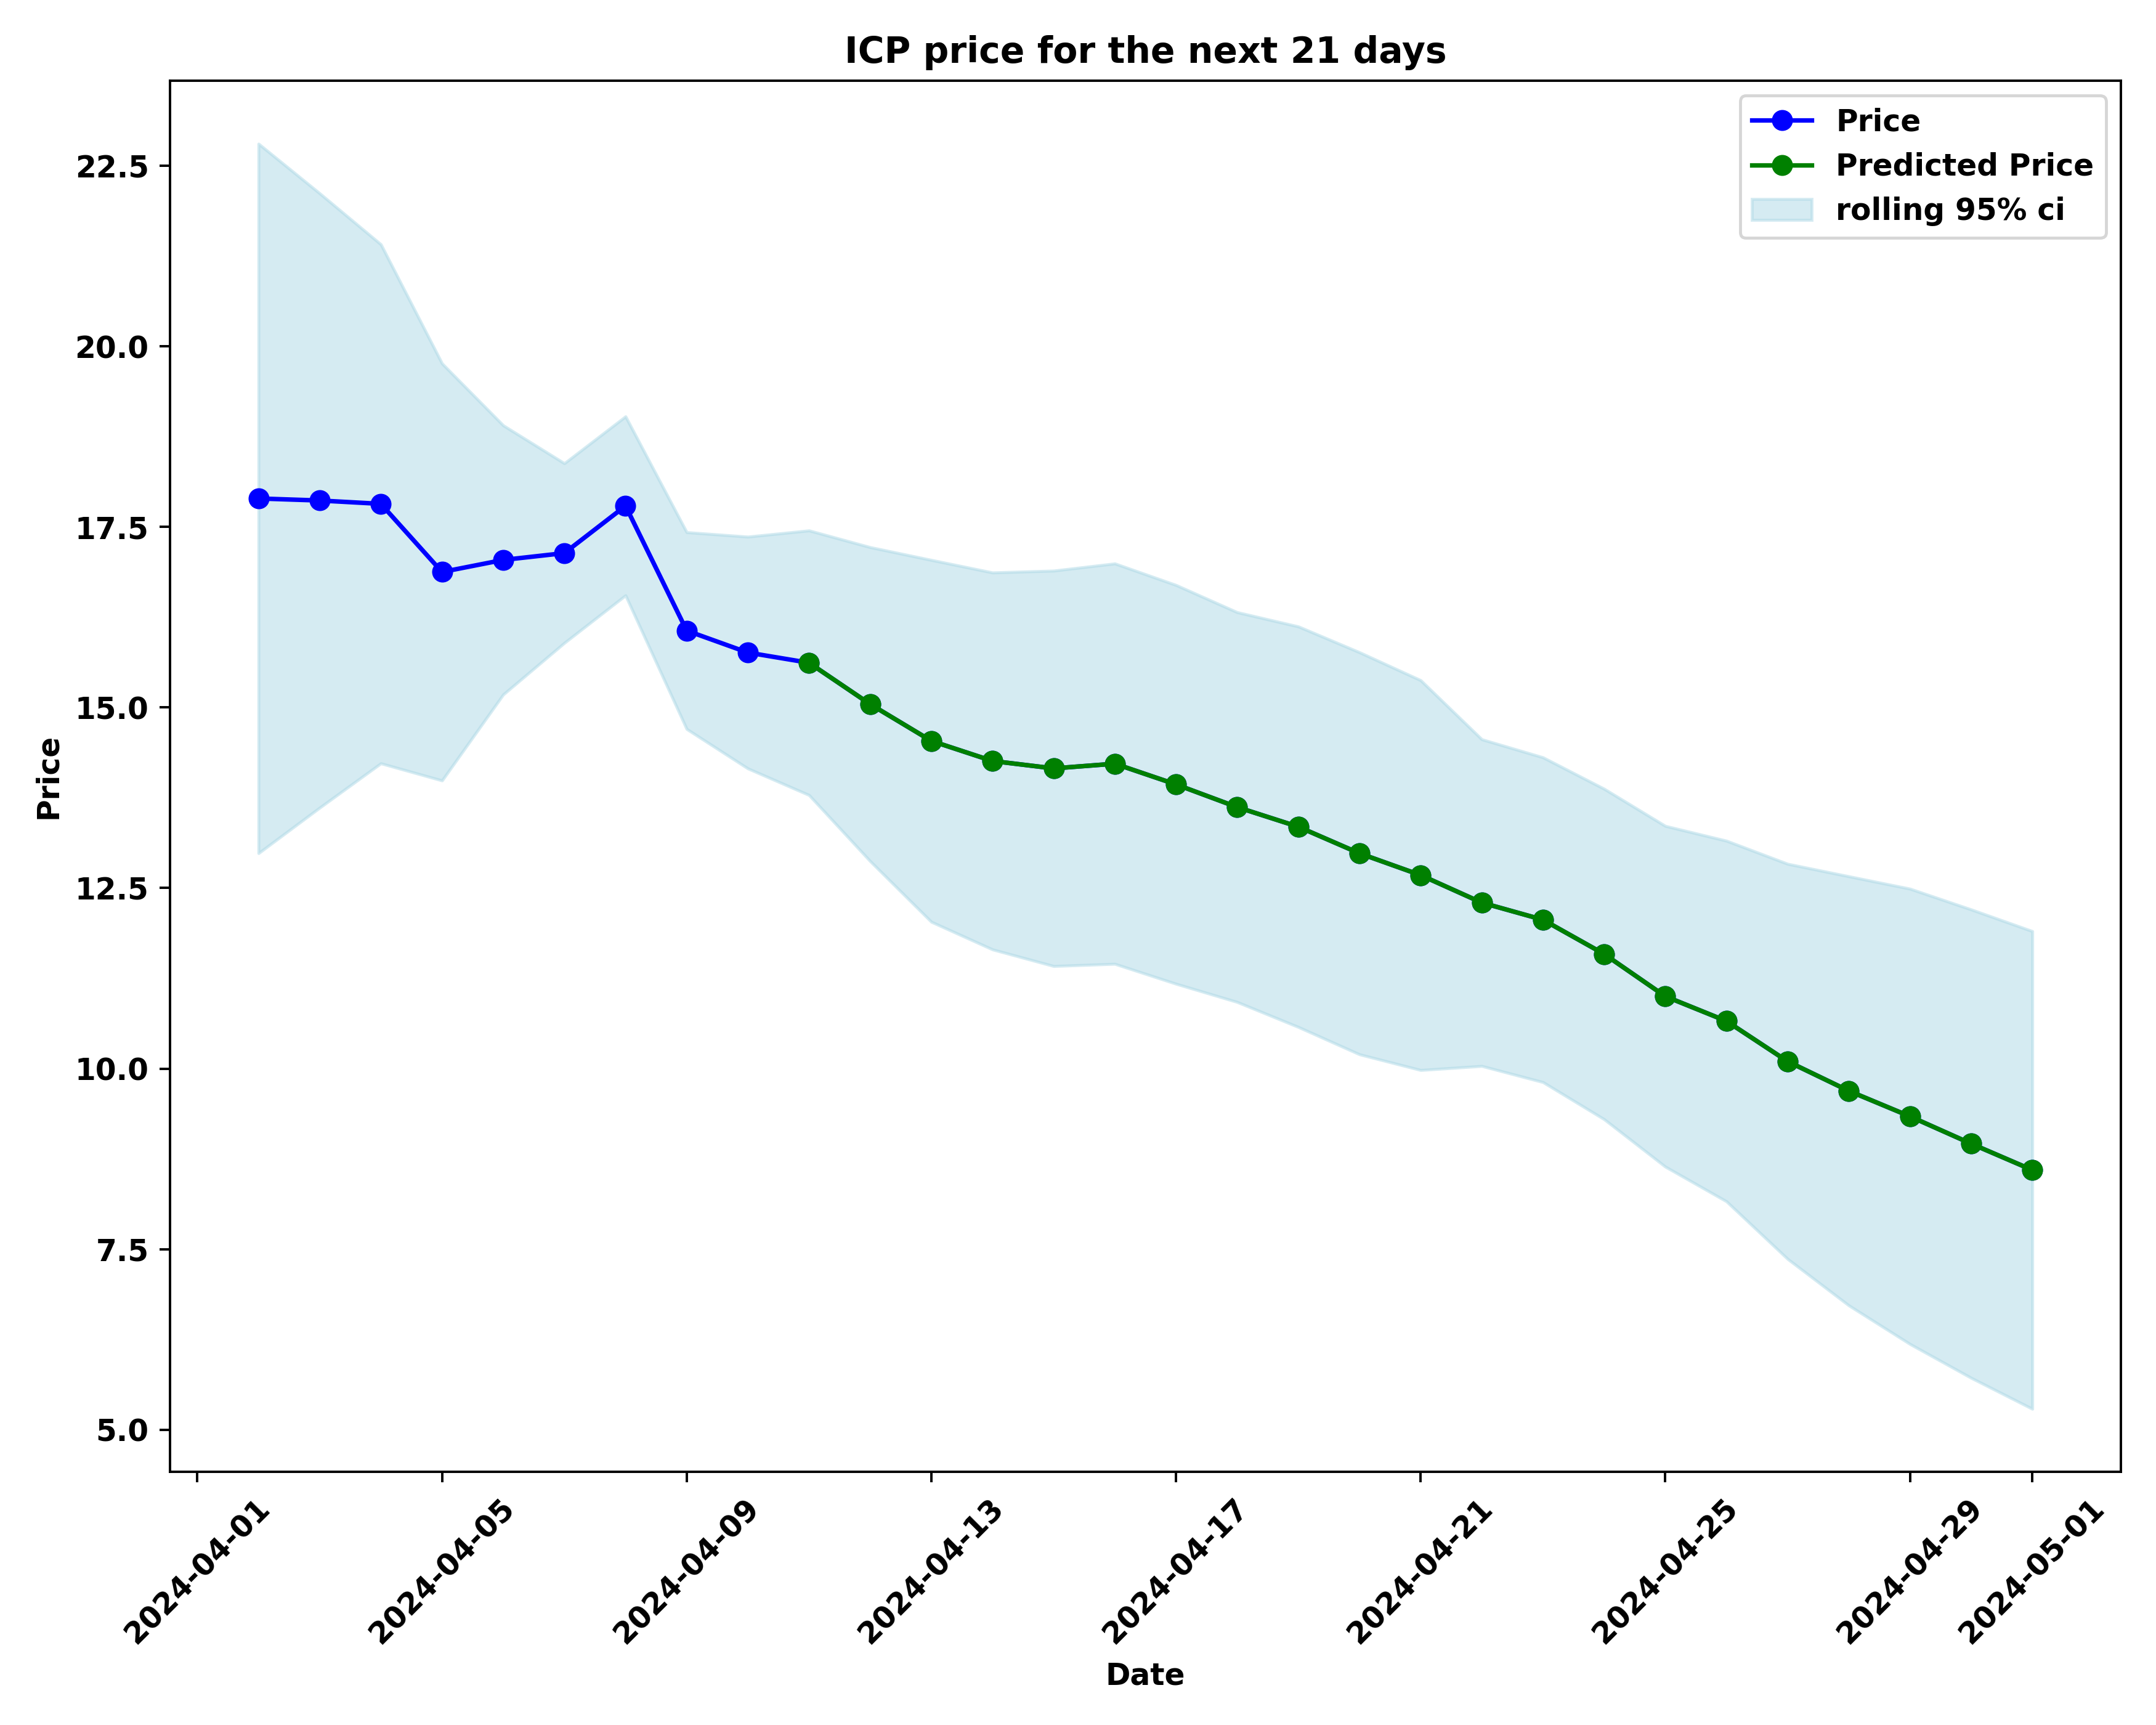 ICP price for the next 21 days
Price
Predicted Price
rolling 95% ci
22.5
20.0
17.5
15.0
12.5
10.0
7.5
5.0
Price
2024-04-01
2024-04-05
2024-04-09
2024-04-13
2024-04-17
2024-04-21
2024-04-25
2024-04-29
2024-05-01
Date